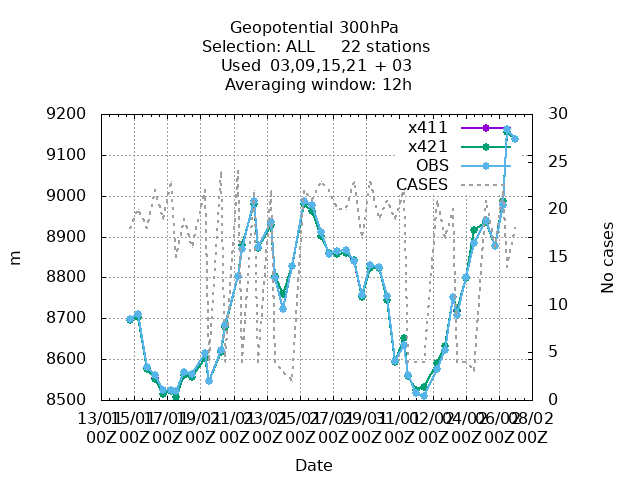 Geopotential 300hPa
Selection: ALL     22 stations
Used  03,09,15,21  + 03
Averaging window: 12h
9200
9100
9000
8900
8800
8700
8600
8500
m
30
25
20
15
10
5
0
No cases
x411
x421
OBS
CASES
13/01 15/01 17/01 19/01 21/01 23/01 25/01 27/01 29/01 31/01 02/02 04/02 06/02 08/02
00Z 00Z 00Z 00Z 00Z 00Z 00Z 00Z 00Z 00Z 00Z 00Z 00Z 00Z
Date